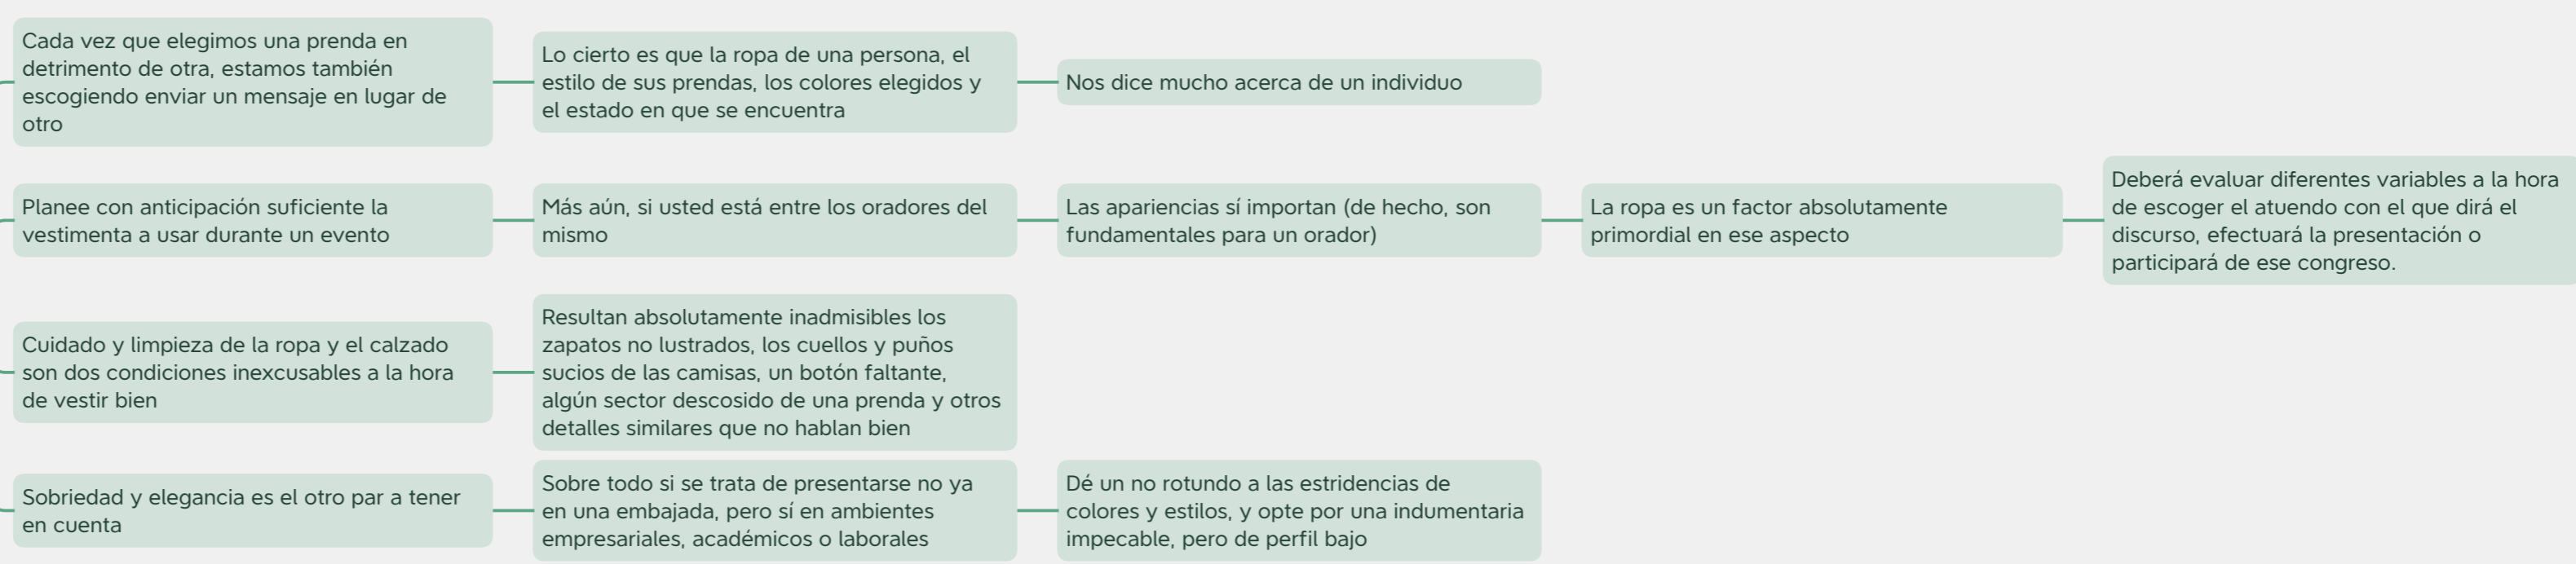 Cada vez que elegimos una prenda en
detrimento de otra, estamos también
escogiendo enviar un mensaje en lugar de
otro
Lo cierto es que la ropa de una persona, el
estilo de sus prendas, los colores elegidos y
el estado en que se encuentra
Nos dice mucho acerca de un individuo
Planee con anticipación suficiente la
vestimenta a usar durante un evento
Más aún, si usted está entre los oradores del
mismo
Las apariencias sí importan (de hecho, son
fundamentales para un orador)
La ropa es un factor absolutamente
primordial en ese aspecto
Deberá evaluar diferentes variables a la hora
de escoger el atuendo con el que dirá el
discurso, efectuará la presentación o
participará de ese congreso.
Cuidado y limpieza de la ropa y el calzado
son dos condiciones inexcusables a la hora
de vestir bien
Resultan absolutamente inadmisibles los
zapatos no lustrados, los cuellos y puños
sucios de las camisas, un botón faltante,
algún sector descosido de una prenda y otros
detalles similares que no hablan bien
Sobriedad y elegancia es el otro par a tener
en cuenta
Sobre todo si se trata de presentarse no ya
en una embajada, pero sí en ambientes
empresariales, académicos o laborales
Dé un no rotundo a las estridencias de
colores y estilos, y opte por una indumentaria
impecable, pero de perfil bajo